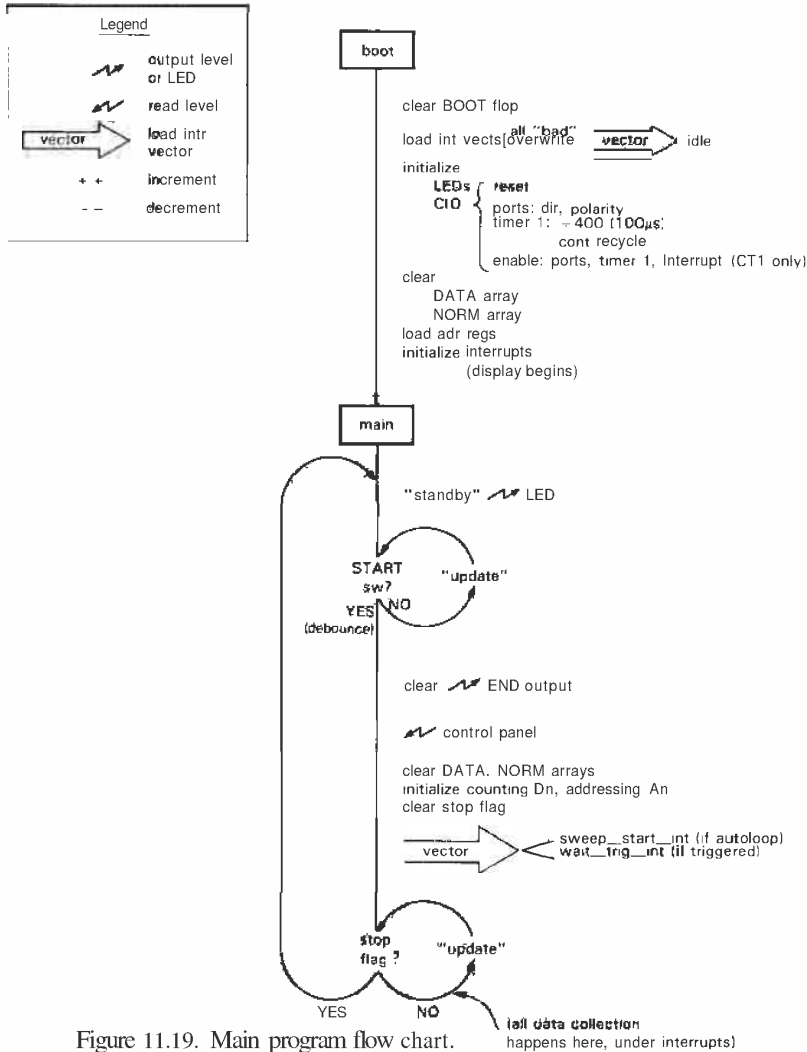 Legend
output level
or LED
read level
vector
load intr
vector
+ + increment
- - decrement
boot
clear BOOT flop
all "bad"
load int vects[overwrite vector idle
initialize
LEDs reset
CIO ports: dir, polarity
timer 1: ÷400 (100µs)
cont recycle
enable: ports, timer 1, Interrupt (CT1 only)
clear
DATA array
NORM array
load adr regs
initialize interrupts
(display begins)
main
"standby" LED
START
sw?
"update"
YES NO
(debounce)
clear END output
control panel
clear DATA. NORM arrays
initialize counting Dn, addressing An
clear stop flag
vector
sweep_start_int (if autoloop)
wait_trig_int (if triggered)
stop
flag ?
"update"
YES NO
(all data collection
happens here, under interrupts)
Figure 11.19. Main program flow chart.